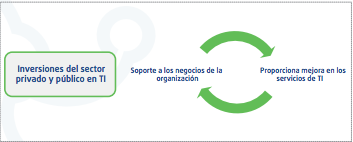 Inversiones del sector
privado y público en TI
Soporte a los negocios de la
organización
Proporciona mejora en los
servicios de TI